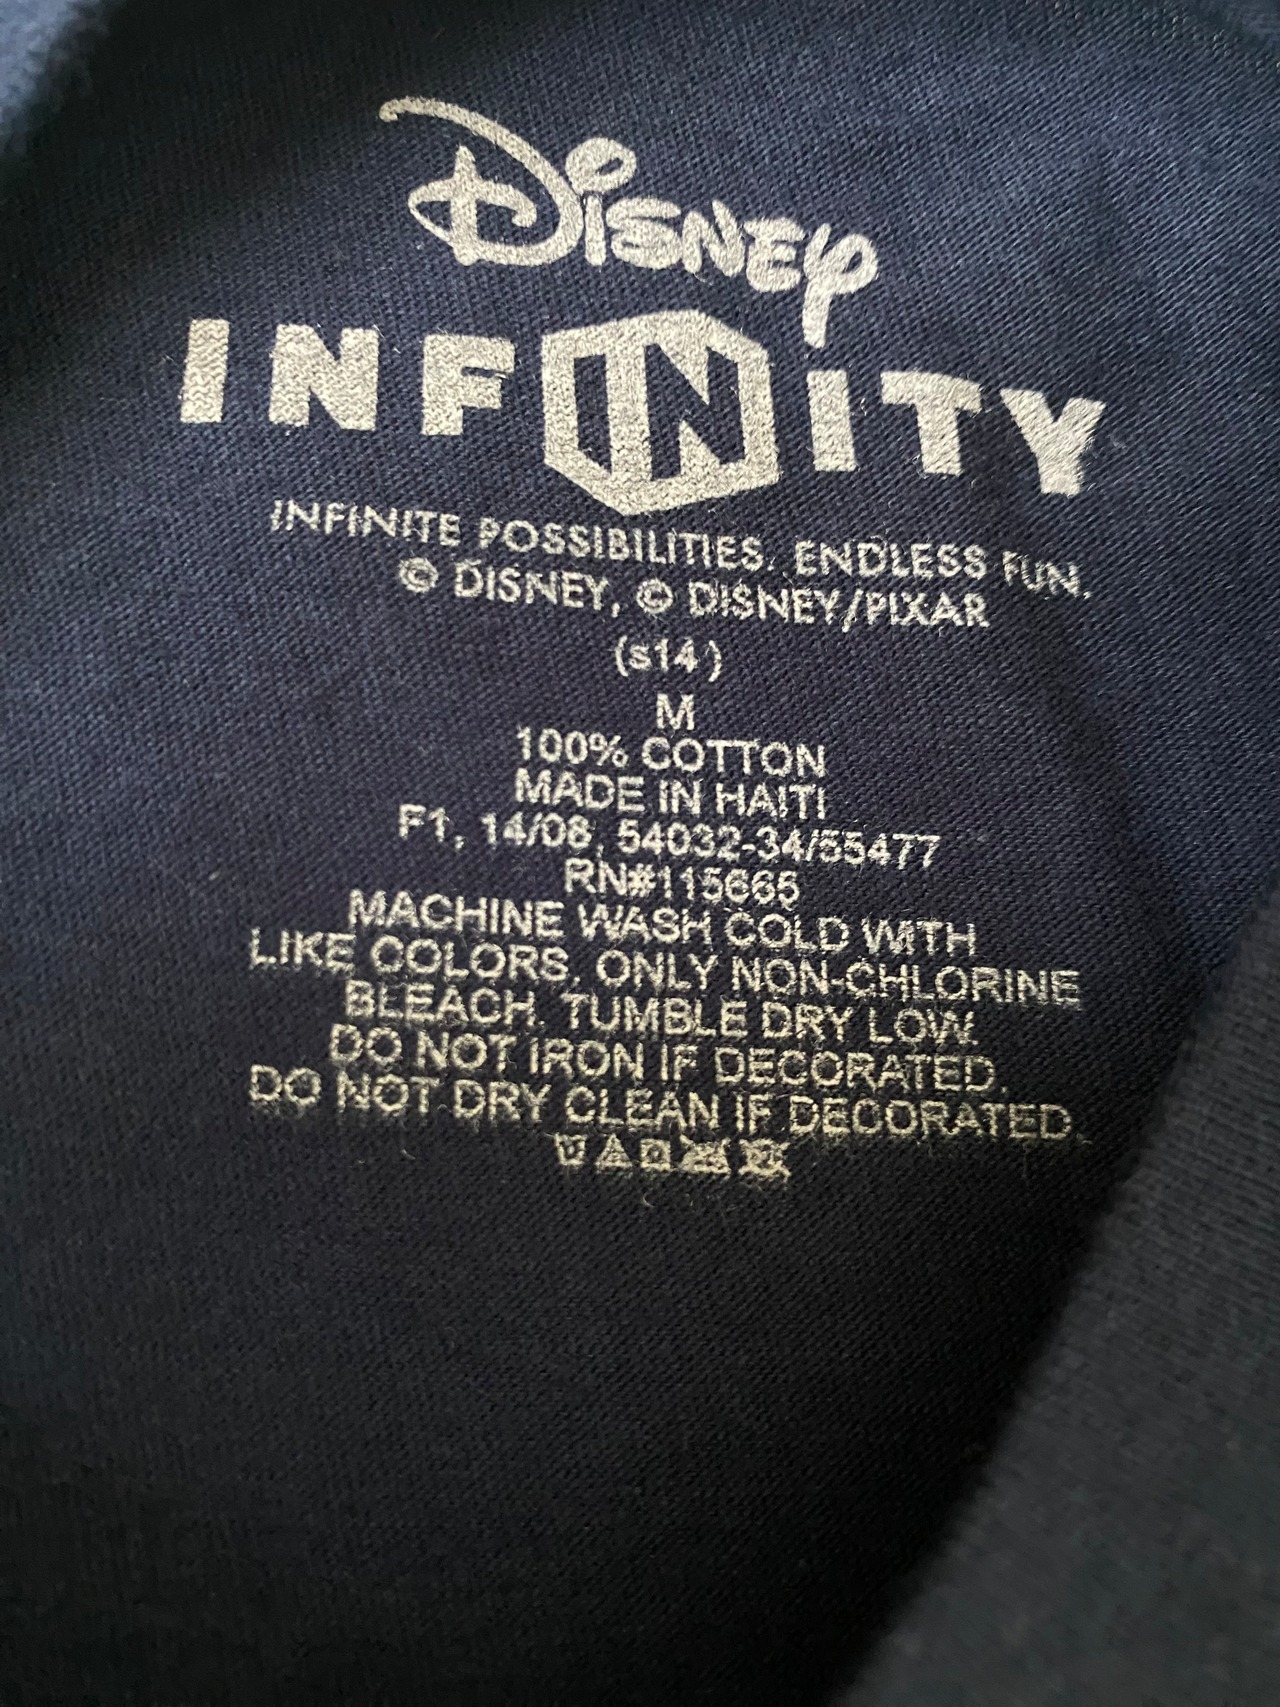 Disney
INFINITY
INFINITE POSSIBILITIES. ENDLESS FUN.
© DISNEY, © DISNEY/PIXAR
(s14)
M
100% COTTON
MADE IN HAITI
F1, 14/08, 54032-34/55477
RN#115665
MACHINE WASH COLD WITH
LIKE COLORS, ONLY NON-CHLORINE
BLEACH. TUMBLE DRY LOW.
DO NOT IRON IF DECORATED.
DO NOT DRY CLEAN IF DECORATED.